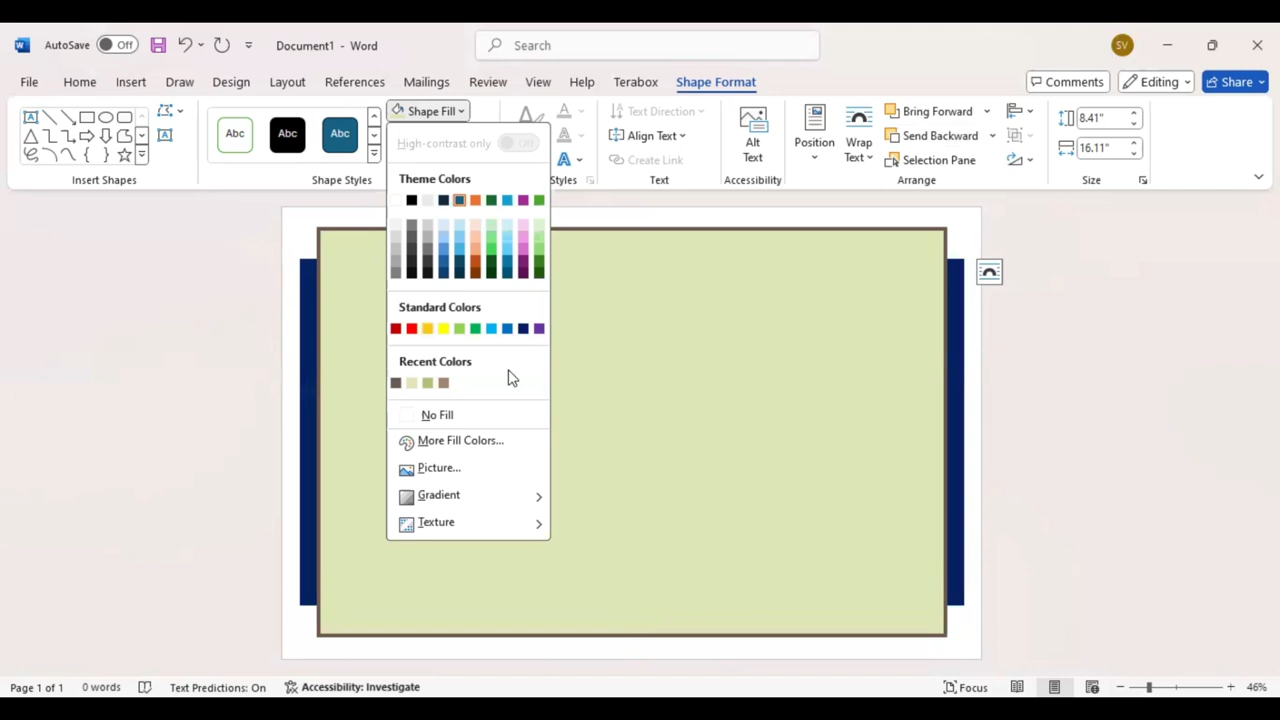 AutoSave Off Document1 - Word Search SV
File Home Insert Draw Design Layout References Mailings Review View Help Terabox Shape Format Comments Editing Share
Abc Abc Abc Shape Fill Text Direction Bring Forward 8.41"
High-contrast only Off Align Text Alt Text Position Wrap Text Send Backward 16.11"
Create Link Selection Pane
Insert Shapes Shape Styles Styles Text Accessibility Arrange Size
Theme Colors
Standard Colors
Recent Colors
No Fill
More Fill Colors...
Picture...
Gradient
Texture
Page 1 of 1 0 words Text Predictions: On Accessibility: Investigate Focus 46%